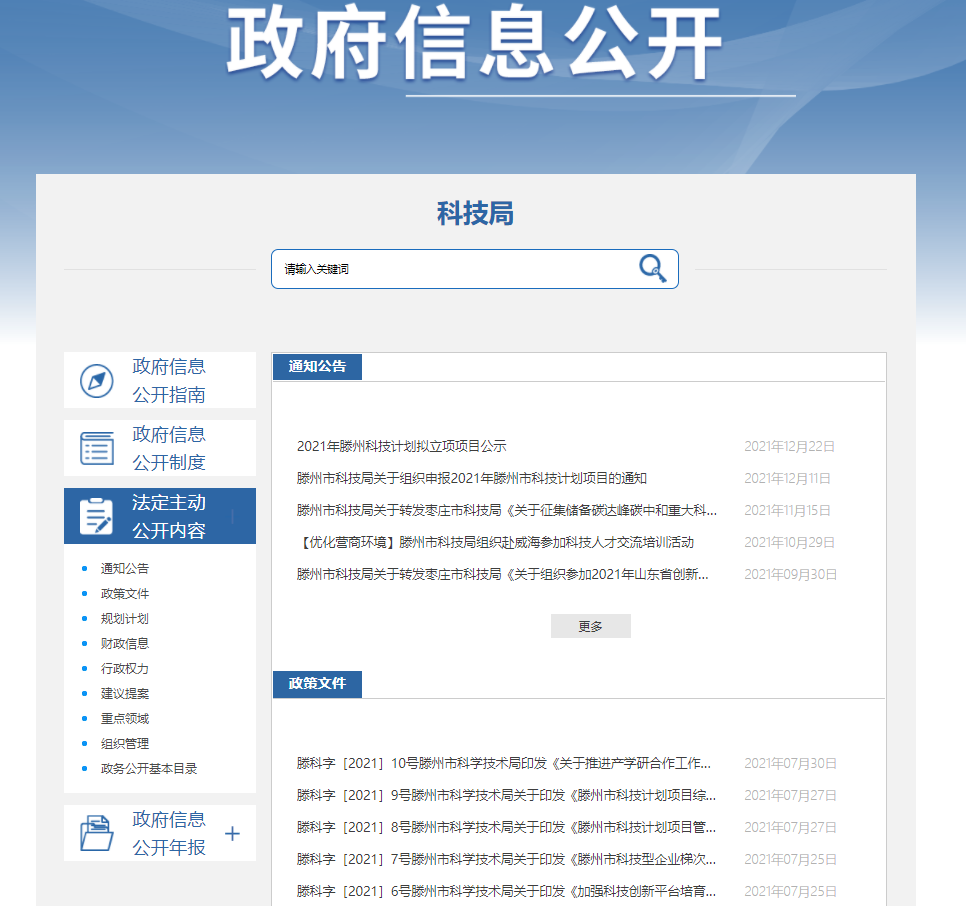 政府信息公开
科技局
请输入关键词
政府信息
公开指南
政府信息
公开制度
法定主动
公开内容
通知公告
政策文件
规划计划
财政信息
行政权力
建议提案
重点领域
组织管理
政务公开基本目录
政府信息
公开年报
通知公告
2021年滕州科技计划拟立项项目公示 2021年12月22日
滕州市科技局关于组织申报2021年滕州市科技计划项目的通知 2021年12月11日
滕州市科技局关于转发枣庄市科技局《关于征集储备碳达峰碳中和重大科... 2021年11月15日
【优化营商环境】滕州市科技局组织赴威海参加科技人才交流培训活动 2021年10月29日
滕州市科技局关于转发枣庄市科技局《关于组织参加2021年山东省创新... 2021年09月30日
更多
政策文件
滕科字［2021］10号滕州市科学技术局印发《关于推进产学研合作工作... 2021年07月30日
滕科字［2021］9号滕州市科学技术局关于印发《滕州市科技计划项目综... 2021年07月27日
滕科字［2021］8号滕州市科学技术局关于印发《滕州市科技计划项目管... 2021年07月27日
滕科字［2021］7号滕州市科学技术局关于印发《滕州市科技型企业梯次... 2021年07月25日
滕科字［2021］6号滕州市科学技术局关于印发《加强科技创新平台培育... 2021年07月25日